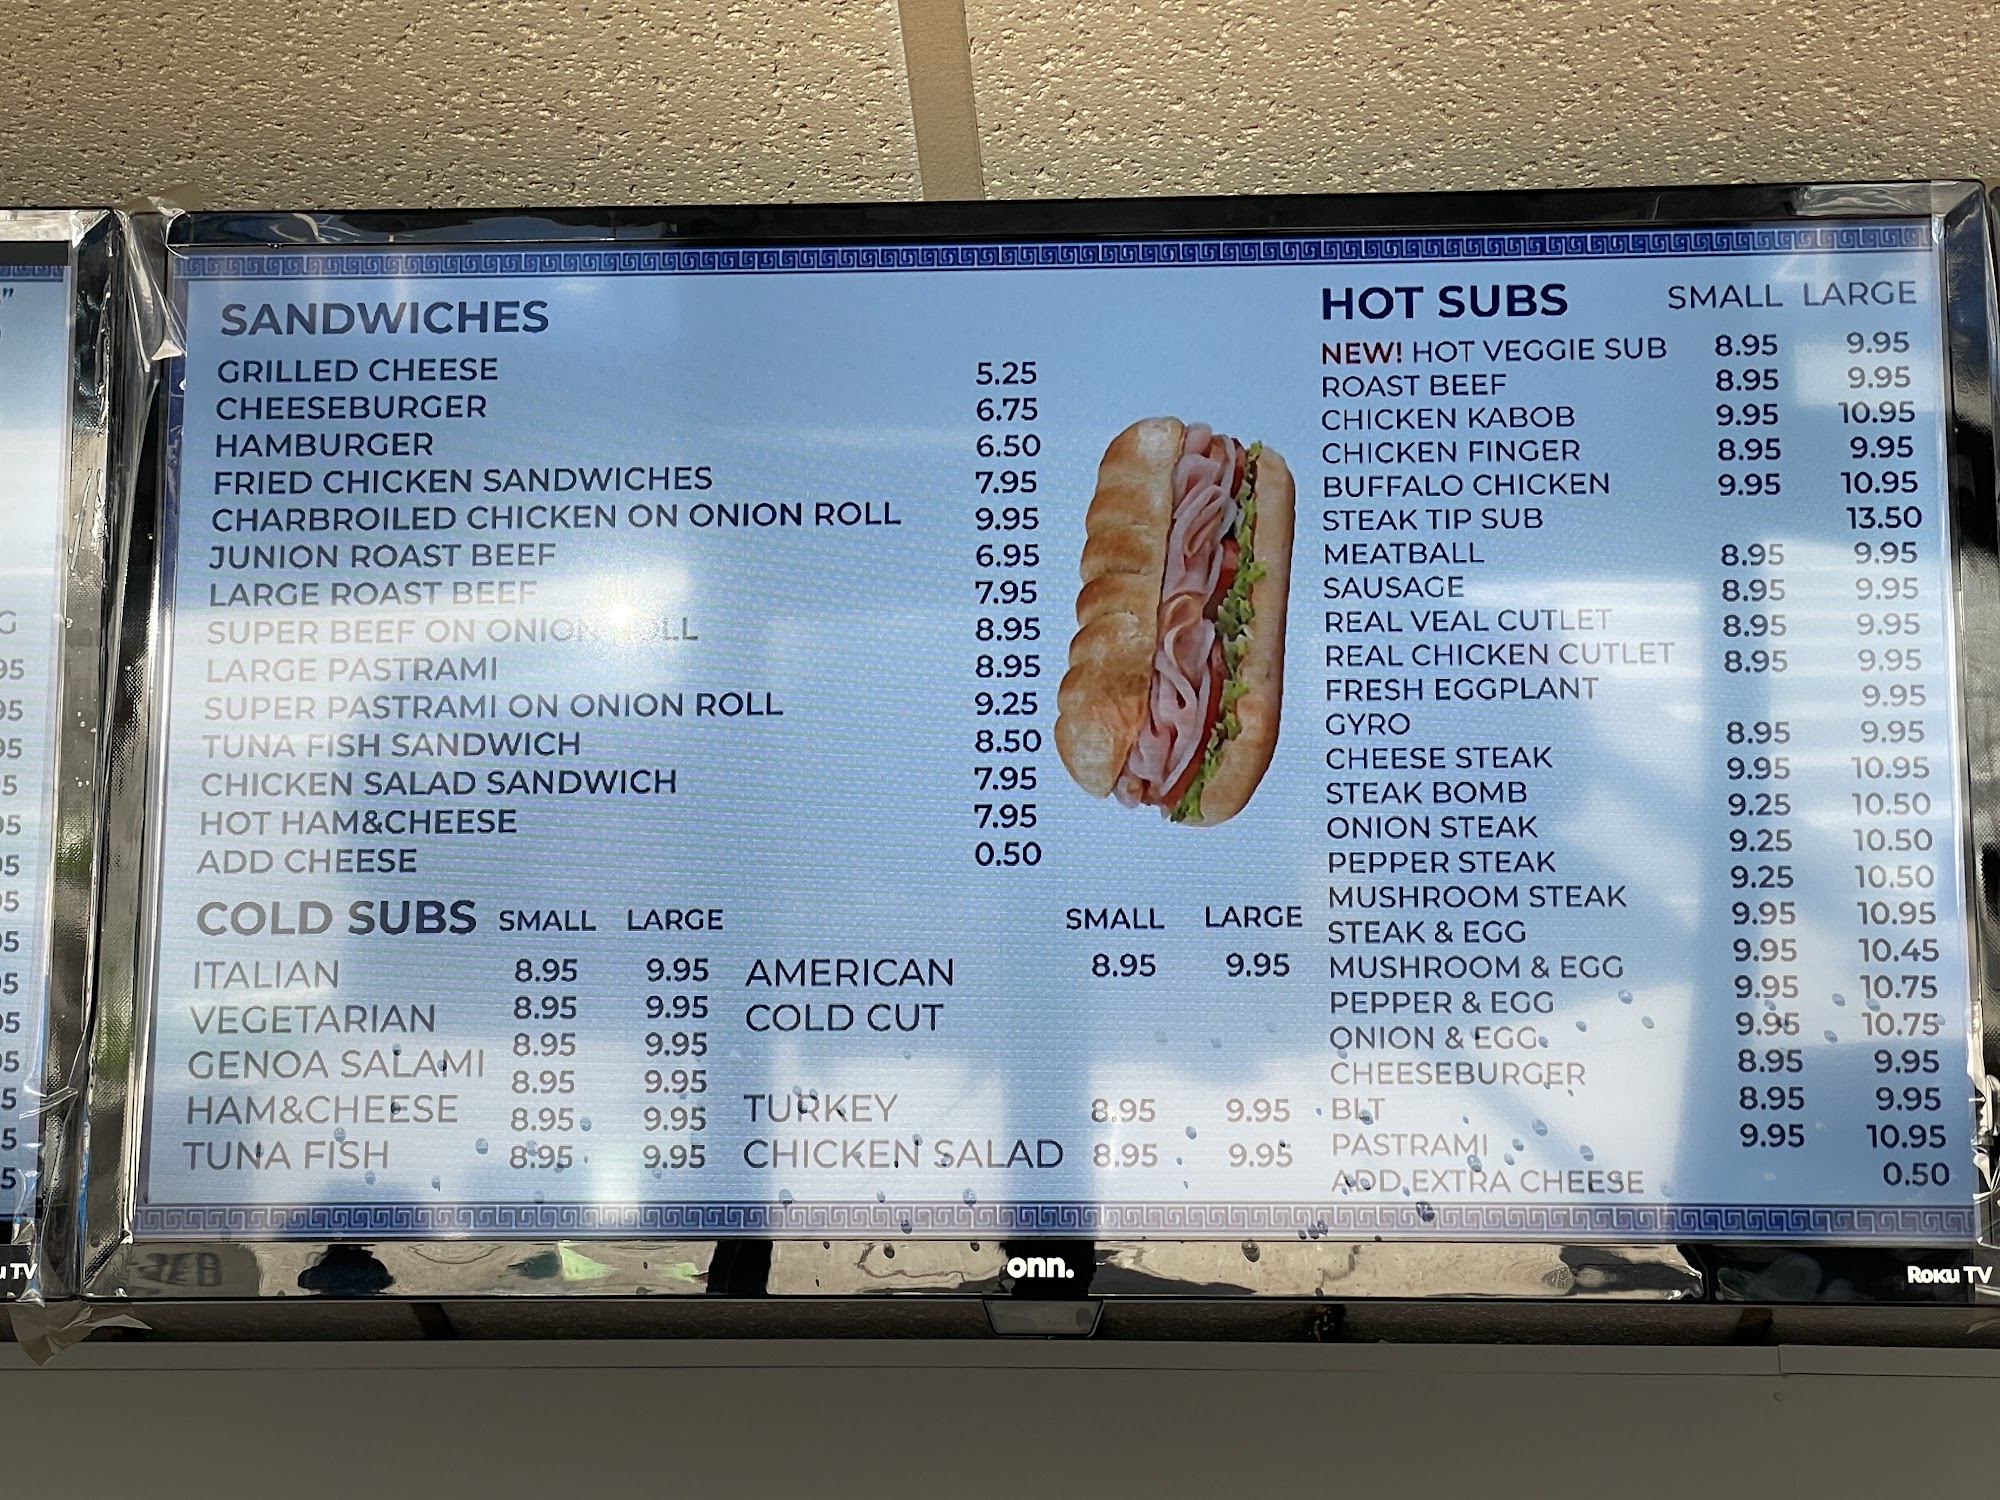 SANDWICHES
GRILLED CHEESE 5.25
CHEESEBURGER 6.75
HAMBURGER 6.50
FRIED CHICKEN SANDWICHES 7.95
CHARBROILED CHICKEN ON ONION ROLL 9.95
JUNION ROAST BEEF 6.95
LARGE ROAST BEEF 7.95
SUPER BEEF ON ONION ROLL 8.95
LARGE PASTRAMI 8.95
SUPER PASTRAMI ON ONION ROLL 9.25
TUNA FISH SANDWICH 8.50
CHICKEN SALAD SANDWICH 7.95
HOT HAM&CHEESE 7.95
ADD CHEESE 0.50
COLD SUBS SMALL LARGE
ITALIAN 8.95 9.95
VEGETARIAN 8.95 9.95
GENOA SALAMI 8.95 9.95
8.95 9.95
HAM&CHEESE 8.95 9.95
TUNA FISH 8.95 9.95
SMALL LARGE
AMERICAN 8.95 9.95
COLD CUT
TURKEY 8.95 9.95
CHICKEN SALAD 8.95 9.95
HOT SUBS SMALL LARGE
NEW! HOT VEGGIE SUB 8.95 9.95
ROAST BEEF 8.95 9.95
CHICKEN KABOB 9.95 10.95
CHICKEN FINGER 8.95 9.95
BUFFALO CHICKEN 9.95 10.95
STEAK TIP SUB 13.50
MEATBALL 8.95 9.95
SAUSAGE 8.95 9.95
REAL VEAL CUTLET 8.95 9.95
REAL CHICKEN CUTLET 8.95 9.95
FRESH EGGPLANT 9.95
GYRO 8.95 9.95
CHEESE STEAK 9.95 10.95
STEAK BOMB 9.25 10.50
ONION STEAK 9.25 10.50
PEPPER STEAK 9.25 10.50
MUSHROOM STEAK 9.95 10.95
STEAK & EGG 9.95 10.45
MUSHROOM & EGG 9.95 10.75
PEPPER & EGG 9.95 10.75
ONION & EGG 8.95 9.95
CHEESEBURGER 8.95 9.95
BLT 9.95 10.95
PASTRAMI
ADD EXTRA CHEESE 0.50
onn.
Roku TV